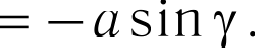 = −a sin γ .